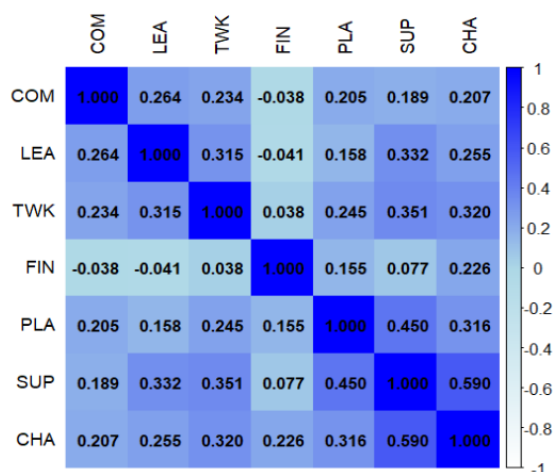 COM LEA TWK FIN PLA SUP CHA
COM 1.000 0.264 0.234 -0.038 0.205 0.189 0.207
LEA 0.264 1.000 0.315 -0.041 0.158 0.332 0.255
TWK 0.234 0.315 1.000 0.038 0.245 0.351 0.320
FIN -0.038 -0.041 0.038 1.000 0.155 0.077 0.226
PLA 0.205 0.158 0.245 0.155 1.000 0.450 0.316
SUP 0.189 0.332 0.351 0.077 0.450 1.000 0.590
CHA 0.207 0.255 0.320 0.226 0.316 0.590 1.000
1
0.8
0.6
0.4
0.2
0
-0.2
-0.4
-0.6
-0.8
-1